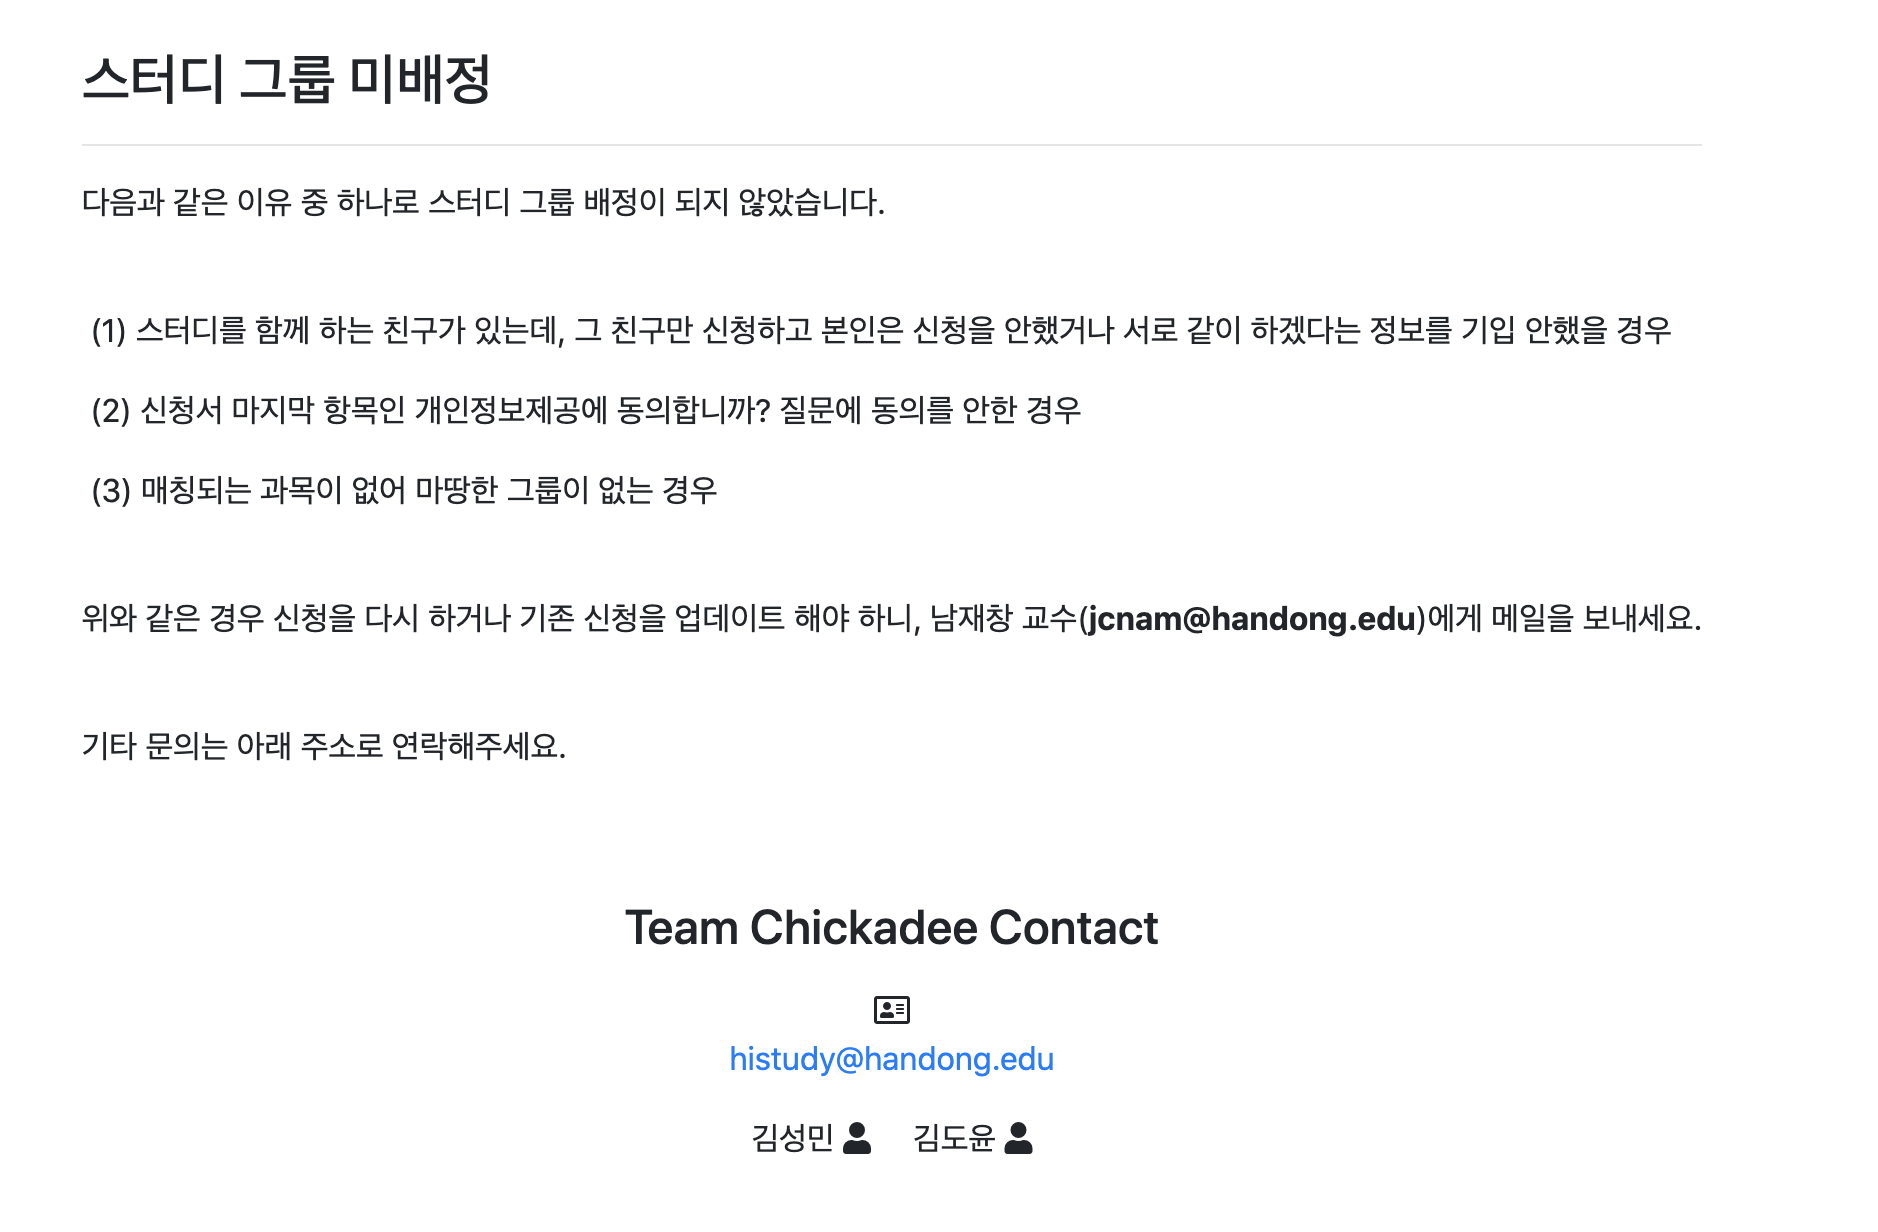 스터디 그룹 미배정
다음과 같은 이유 중 하나로 스터디 그룹 배정이 되지 않았습니다.
(1) 스터디를 함께 하는 친구가 있는데, 그 친구만 신청하고 본인은 신청을 안했거나 서로 같이 하겠다는 정보를 기입 안했을 경우
(2) 신청서 마지막 항목인 개인정보제공에 동의합니까? 질문에 동의를 안한 경우
(3) 매칭되는 과목이 없어 마땅한 그룹이 없는 경우
위와 같은 경우 신청을 다시 하거나 기존 신청을 업데이트 해야 하니, 남재창 교수(jcnam@handong.edu)에게 메일을 보내세요.
기타 문의는 아래 주소로 연락해주세요.
Team Chickadee Contact
histudy@handong.edu
김성민 김도윤